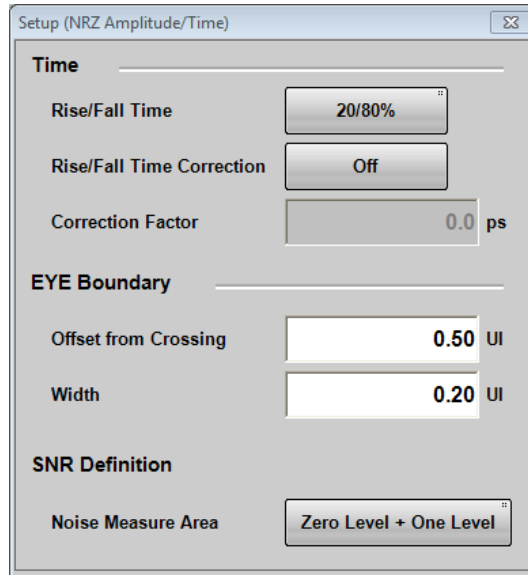 Setup (NRZ Amplitude/Time)
Time
Rise/Fall Time 20/80%
Rise/Fall Time Correction Off
Correction Factor 0.0 ps
EYE Boundary
Offset from Crossing 0.50 UI
Width 0.20 UI
SNR Definition
Noise Measure Area Zero Level + One Level